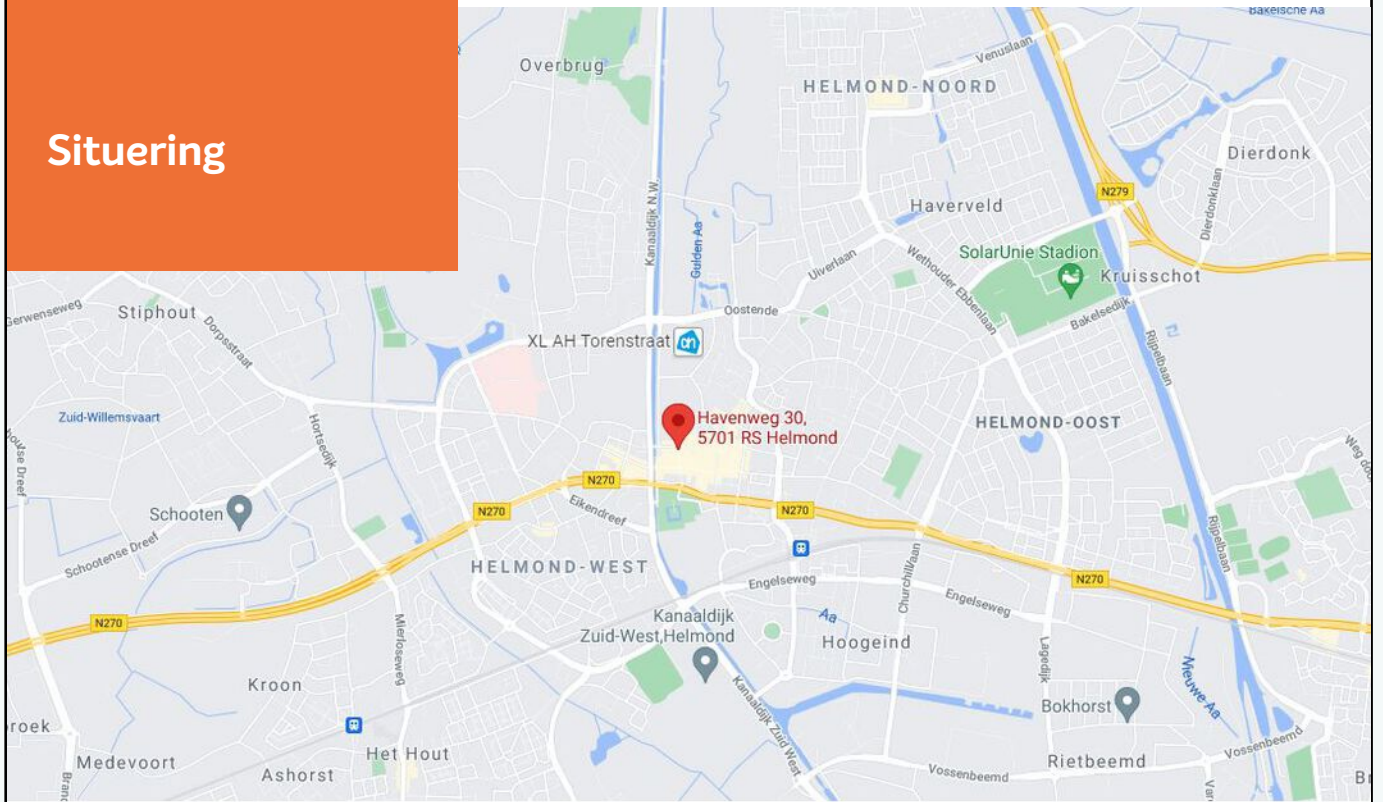 Situering
Bakelsche Aa
Overbrug
Venuslaan
HELMOND-NOORD
Dierdonk
N279
Kanaaldijk N.W.
Haverveld
Dierdonklaan
Gulden Aa
Uiverlaan
Wethouder Ebbenlaan
SolarUnie Stadion
Kruisschot
Gerwenseweg
Stiphout
Dorpsstraat
Oostende
Bakelsedijk
XL AH Torenstraat
Rijpelbaan
Zuid-Willemsvaart
Hortsedijk
Havenweg 30,
5701 RS Helmond
HELMOND-OOST
N270
Schooten
N270
Eikendreef
N270
Rijpelbaan
Schootense Dreef
HELMOND-WEST
Engelseweg
Churchilllaan
N270
Engelseweg
N270
Mierloseweg
Kanaaldijk
Zuid-West,Helmond
Aa
Hoogeind
Lagedijk
Nieuwe Aa
Kroon
Kanaaldijk Zuid West
Bokhorst
Medevoort
Ashorst
Het Hout
Vossenbeemd
Rietbeemd
Vossenbeemd